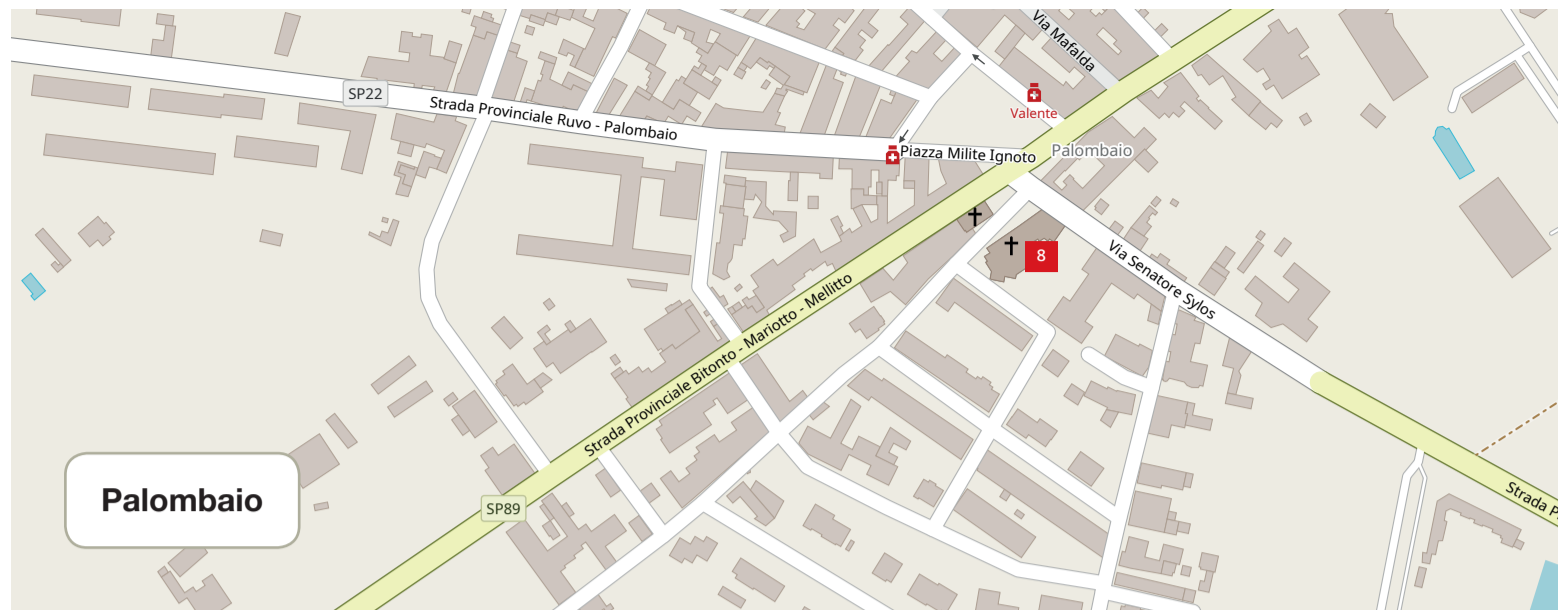 Via Mafalda
SP22
Strada Provinciale Ruvo - Palombaio
Valente
Piazza Milite Ignoto
Palombaio
8
Via Senatore Sylos
Strada Provinciale Bitonto - Mariotto - Mellitto
Palombaio
SP89
Strada P